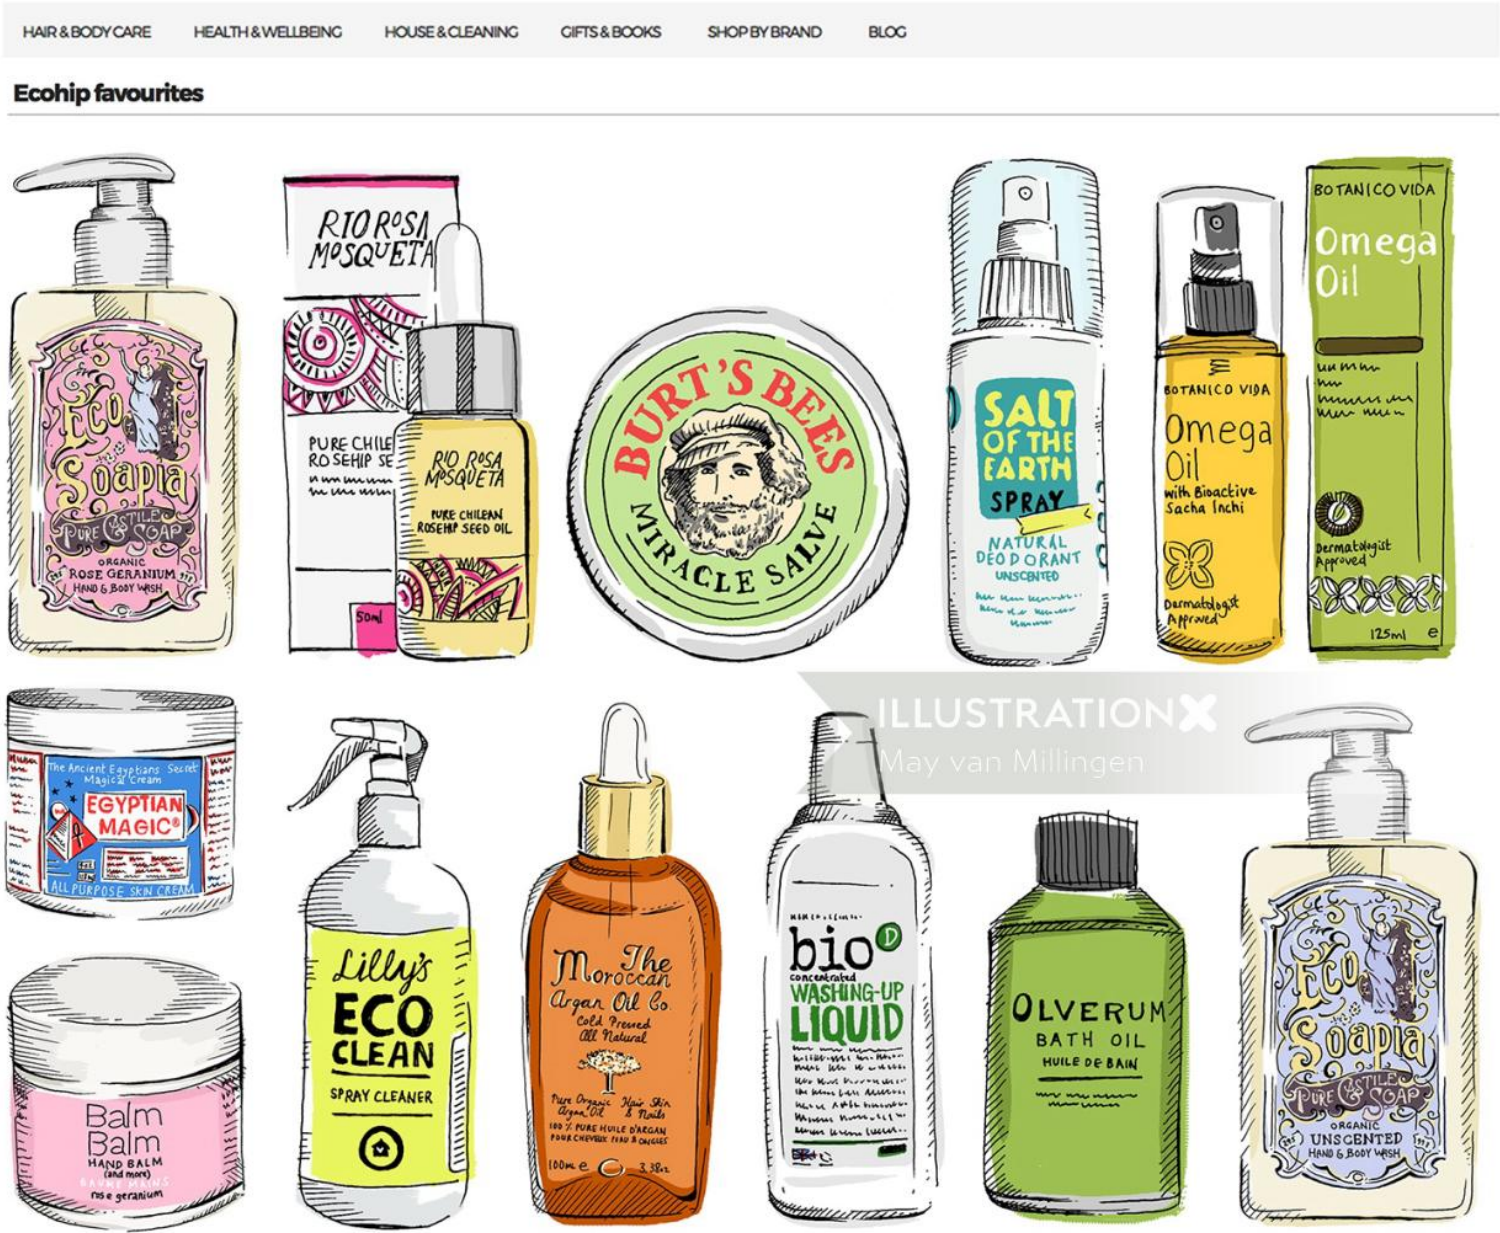 HAIR & BODY CARE HEALTH & WELLBEING HOUSE & CLEANING GIFTS & BOOKS SHOP BY BRAND BLOG
Ecohip favourites
Eco
Soapia
PURE CASTILE SOAP
ORGANIC
ROSE GERANIUM
HAND & BODY WASH
RIO ROSA
MOSQUETA
PURE CHILE
ROSEHIP SE
50ml
RIO ROSA
MOSQUETA
PURE CHILEAN
ROSEHIP SEED OIL
BURT'S BEES
MIRACLE SALVE
SALT
OF THE
EARTH
SPRAY
NATURAL
DEODORANT
UNSCENTED
BOTANICO VIDA
Omega
Oil
with Bioactive
Sacha Inchi
Dermatologist
Approved
BOTANICO VIDA
Omega
Oil
Dermatologist
Approved
125ml e
The Ancient Egyptians Secret
Magical Cream
EGYPTIAN
MAGIC®
ALL PURPOSE SKIN CREAM
Balm
Balm
HAND BALM
(and more)
BAUME MAINS
rose geranium
Lilly's
ECO
CLEAN
SPRAY CLEANER
The
Moroccan
Argan Oil Co.
Cold Pressed
All Natural
Pure Organic Hair Skin
Argan Oil & Nails
100% PURE HUILE D'ARGAN
POUR CHEVEUX PEAU & ONGLES
100ml e 3.38oz
bio D
concentrated
WASHING-UP
LIQUID
OLVERUM
BATH OIL
HUILE DE BAIN
Eco
Soapia
PURE CASTILE SOAP
ORGANIC
UNSCENTED
HAND & BODY WASH
ILLUSTRATIONX
May van Millingen